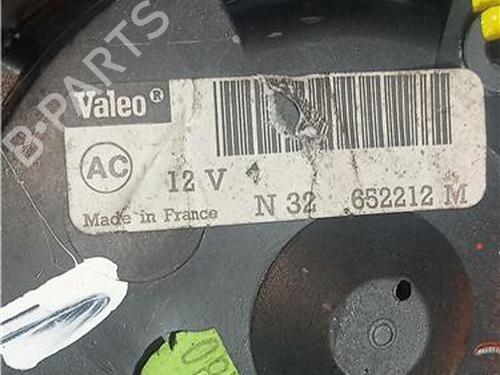 Valeo®
AC
12 V
Made in France
N 32 652212 M
B-PARTS